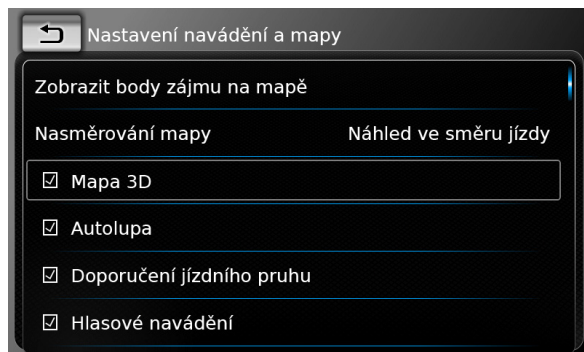 Nastavení navádění a mapy
Zobrazit body zájmu na mapě
Nasměrování mapy Náhled ve směru jízdy
Mapa 3D
Autolupa
Doporučení jízdního pruhu
Hlasové navádění